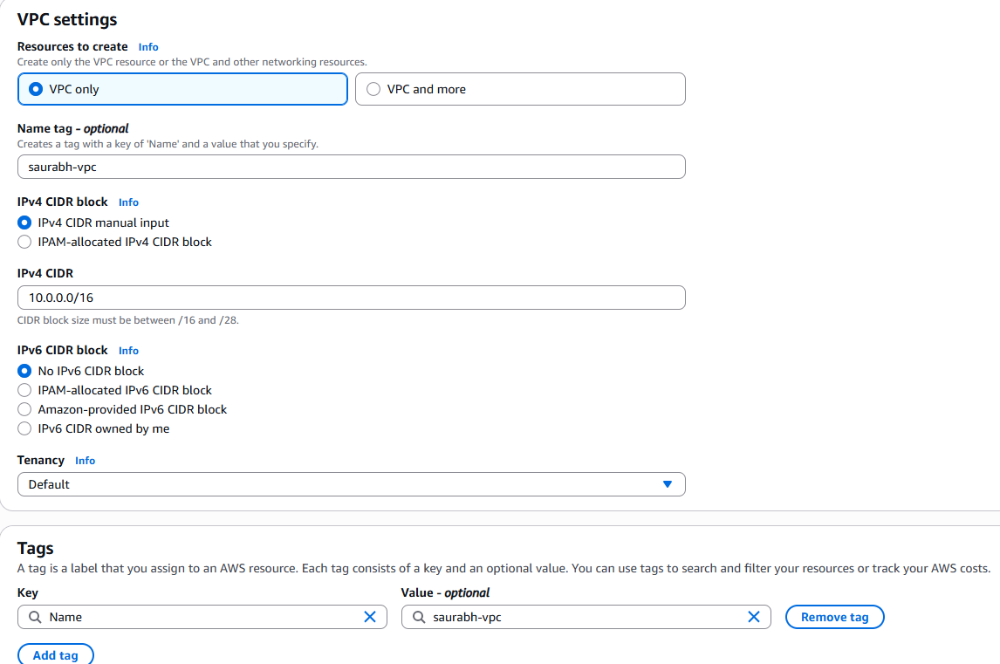 VPC settings
Resources to create Info
Create only the VPC resource or the VPC and other networking resources.
VPC only VPC and more
Name tag - optional
Creates a tag with a key of 'Name' and a value that you specify.
saurabh-vpc
IPv4 CIDR block Info
IPv4 CIDR manual input
IPAM-allocated IPv4 CIDR block
IPv4 CIDR
10.0.0.0/16
CIDR block size must be between /16 and /28.
IPv6 CIDR block Info
No IPv6 CIDR block
IPAM-allocated IPv6 CIDR block
Amazon-provided IPv6 CIDR block
IPv6 CIDR owned by me
Tenancy Info
Default
Tags
A tag is a label that you assign to an AWS resource. Each tag consists of a key and an optional value. You can use tags to search and filter your resources or track your AWS costs.
Key Value - optional
Name saurabh-vpc Remove tag
Add tag